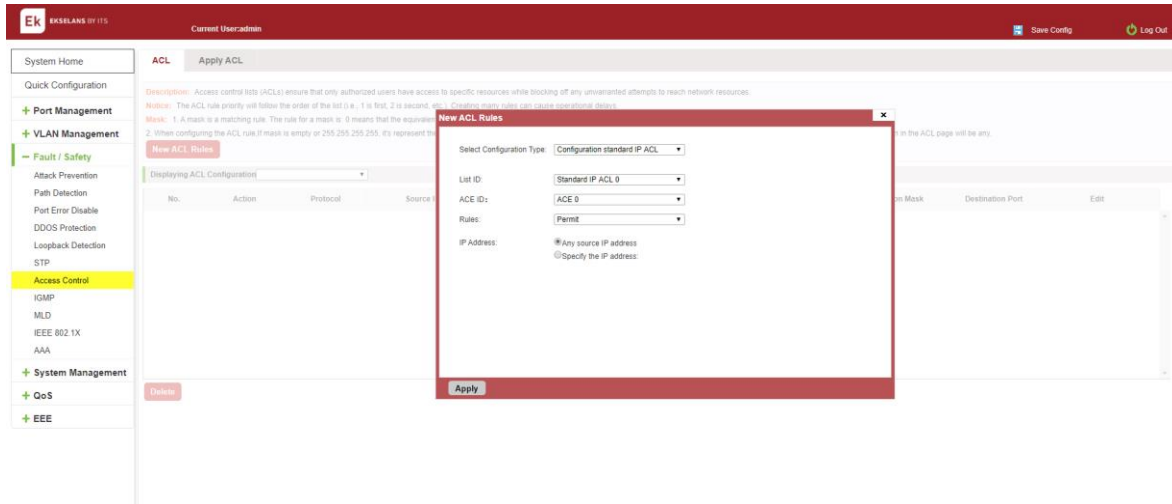 Ek EKSELANS BY ITS
Current User:admin
Save Config
Log Out
System Home
Quick Configuration
+ Port Management
+ VLAN Management
− Fault / Safety
Attack Prevention
Path Detection
Port Error Disable
DDOS Protection
Loopback Detection
STP
Access Control
IGMP
MLD
IEEE 802.1X
AAA
+ System Management
+ QoS
+ EEE
ACL
Apply ACL
Description: Access control lists (ACLs) ensure that only authorized users have access to specific resources while blocking off any unwarranted attempts to reach network resources.
Notice: The ACL rule priority will follow the order of the list (i.e., 1 is first, 2 is second, etc.). Creating many rules can cause operational delays.
Mask: 1. A mask is a matching rule. The rule for a mask is 0 means that the equivalen
2. When configuring the ACL rule,If mask is empty or 255.255.255.255, it's represent the
n in the ACL page will be any.
New ACL Rules
Displaying ACL Configuration
No.
Action
Protocol
Source I
on Mask
Destination Port
Edit
Delete
New ACL Rules
x
Select Configuration Type: Configuration standard IP ACL
List ID: Standard IP ACL 0
ACE ID: ACE 0
Rules: Permit
IP Address: Any source IP address
Specify the IP address:
Apply